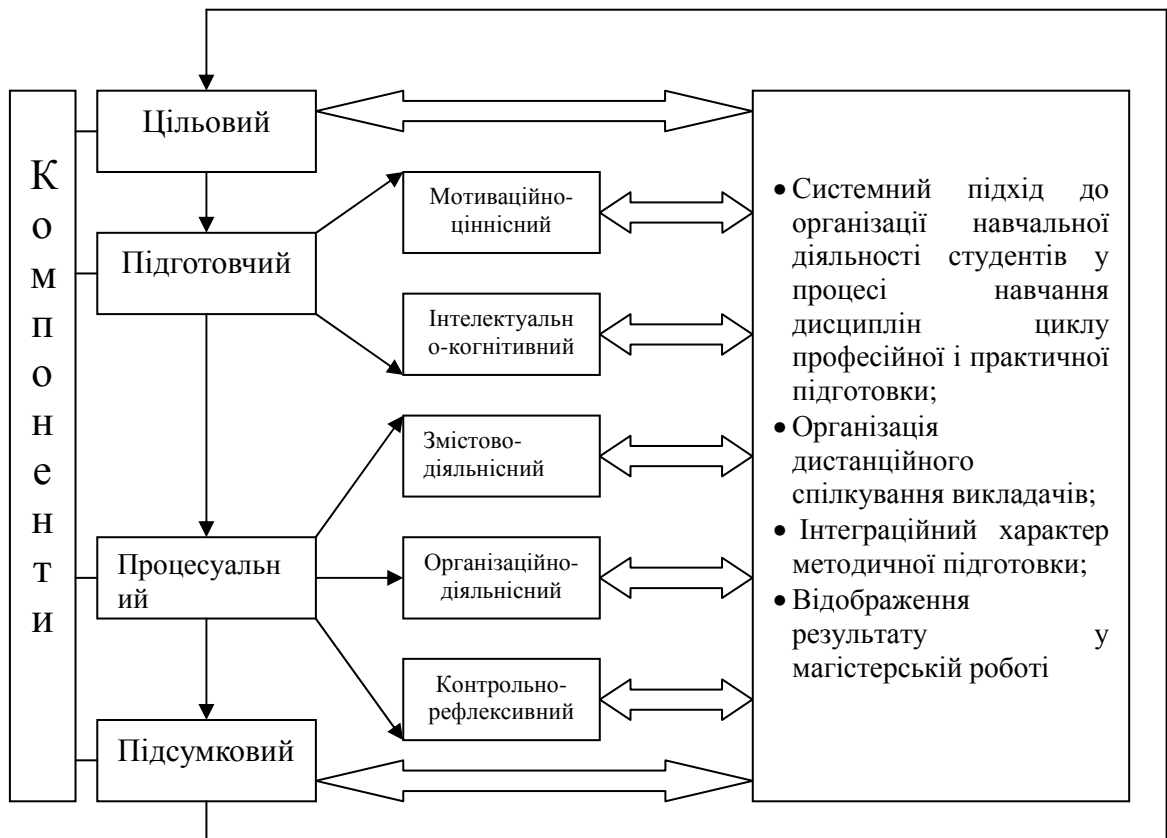 Компоненти
Цільовий
Підготовчий
Процесуальн
ий
Підсумковий
Мотиваційно-
ціннісний
Інтелектуальн
о-когнітивний
Змістово-
діяльнісний
Організаційно-
діяльнісний
Контрольно-
рефлексивний
• Системний підхід до
організації навчальної
діяльності студентів у
процесі навчання
дисциплін циклу
професійної і практичної
підготовки;
• Організація
дистанційного
спілкування викладачів;
• Інтеграційний характер
методичної підготовки;
• Відображення
результату у
магістерській роботі